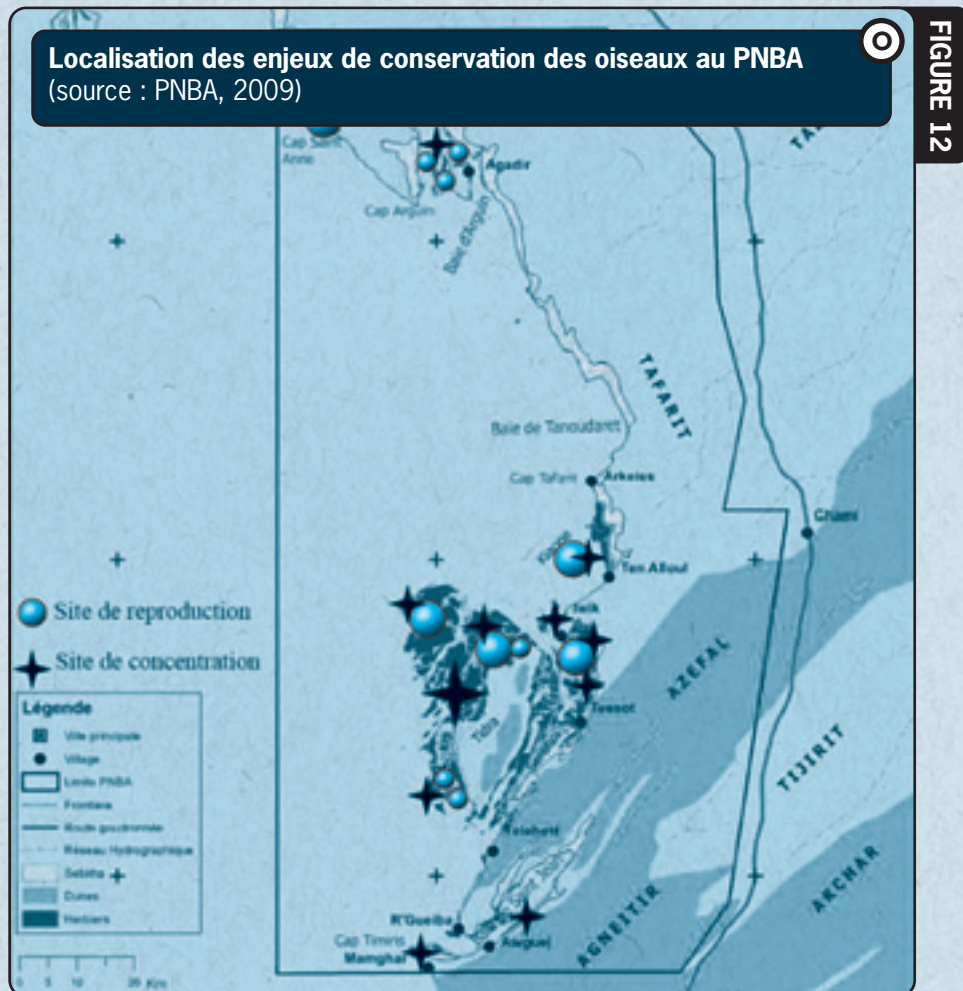 FIGURE 12
Localisation des enjeux de conservation des oiseaux au PNBA
(source : PNBA, 2009)
Cap Saint
Anne
Agadir
Cap Arguin
Baie d'Arguin
TAFARIT
Baie de Tanoudaret
Cap Tafarit
Arkeiss
Chami
Ten Alloul
Iwik
Site de reproduction
Site de concentration
AZEFAL
Tessot
Tidra
TIJIRIT
Légende
Ville principale
Village
Limite PNBA
Frontière
Route goudronnée
Réseau Hydrographique
Sebkha
Dunes
Herbiers
Teichott
AKCHAR
AGNEITIR
R'Gueiba
Awguej
Cap Timiris
Mamghar
0 5 10 20 Km